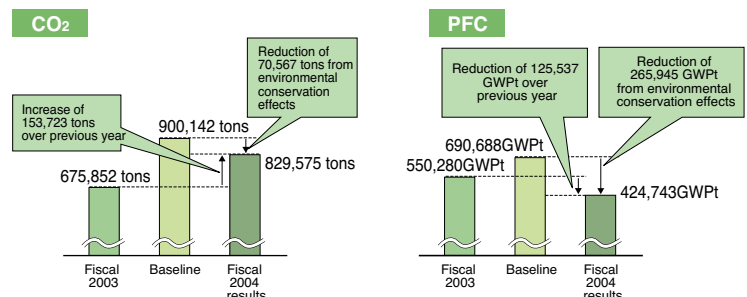 CO2
Reduction of
70,567 tons from
environmental
conservation
effects
Increase of
153,723 tons
over previous year
900,142 tons
829,575 tons
675,852 tons
Fiscal
2003
Baseline
Fiscal
2004
results
PFC
Reduction of 125,537
GWPt over
previous year
Reduction of
265,945 GWPt
from environmental
conservation effects
690,688GWPt
550,280GWPt
424,743GWPt
Fiscal
2003
Baseline
Fiscal
2004
results